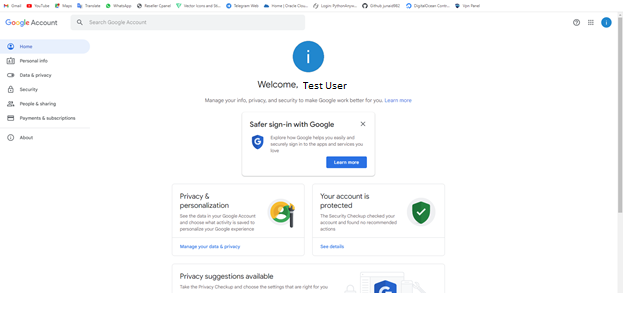 Gmail YouTube Maps Translate WhatsApp Reseller Cpanel Vector Icons and Sti... Telegram Web Home | Oracle Clou... Login: PythonAnyw... Github junaid882 DigitalOcean Control... Vpn Panel
Google Account
Search Google Account
i
Home
Personal info
Data & privacy
Security
People & sharing
Payments & subscriptions
About
i
Welcome, Test User
Manage your info, privacy, and security to make Google work better for you. Learn more
Safer sign-in with Google
Explore how Google helps you easily and
securely sign in to the apps and services you
love
Learn more
Privacy &
personalization
See the data in your Google Account
and choose what activity is saved to
personalize your Google experience
Manage your data & privacy
Your account is
protected
The Security Checkup checked your
account and found no recommended
actions.
See details
Privacy suggestions available
Take the Privacy Checkup and choose the settings that are right for you